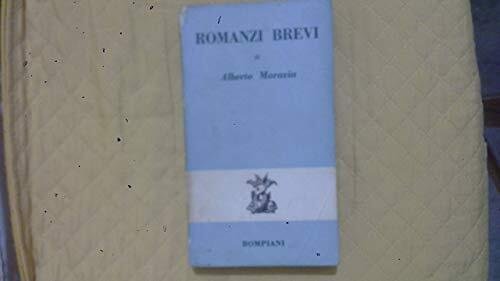 ROMANZI BREVI
di
Alberto Moravia
BOMPIANI